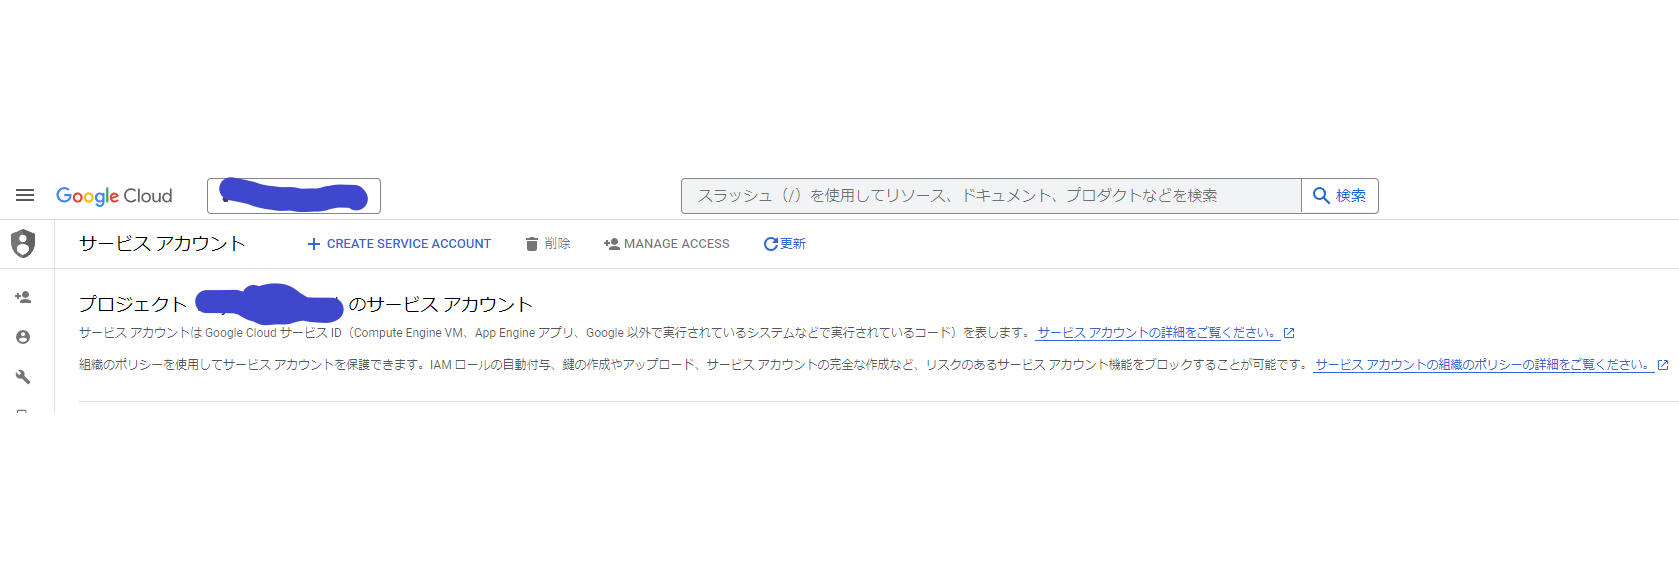 Google Cloud
スラッシュ（/）を使用してリソース、ドキュメント、プロダクトなどを検索
検索
サービス アカウント
CREATE SERVICE ACCOUNT
削除
MANAGE ACCESS
更新
プロジェクト のサービス アカウント
サービス アカウントは Google Cloud サービス ID（Compute Engine VM、App Engine アプリ、Google 以外で実行されているシステムなどで実行されているコード）を表します。 サービス アカウントの詳細をご覧ください。
組織のポリシーを使用してサービス アカウントを保護できます。IAM ロールの自動付与、鍵の作成やアップロード、サービス アカウントの完全な作成など、リスクのあるサービス アカウント機能をブロックすることが可能です。 サービス アカウントの組織のポリシーの詳細をご覧ください。